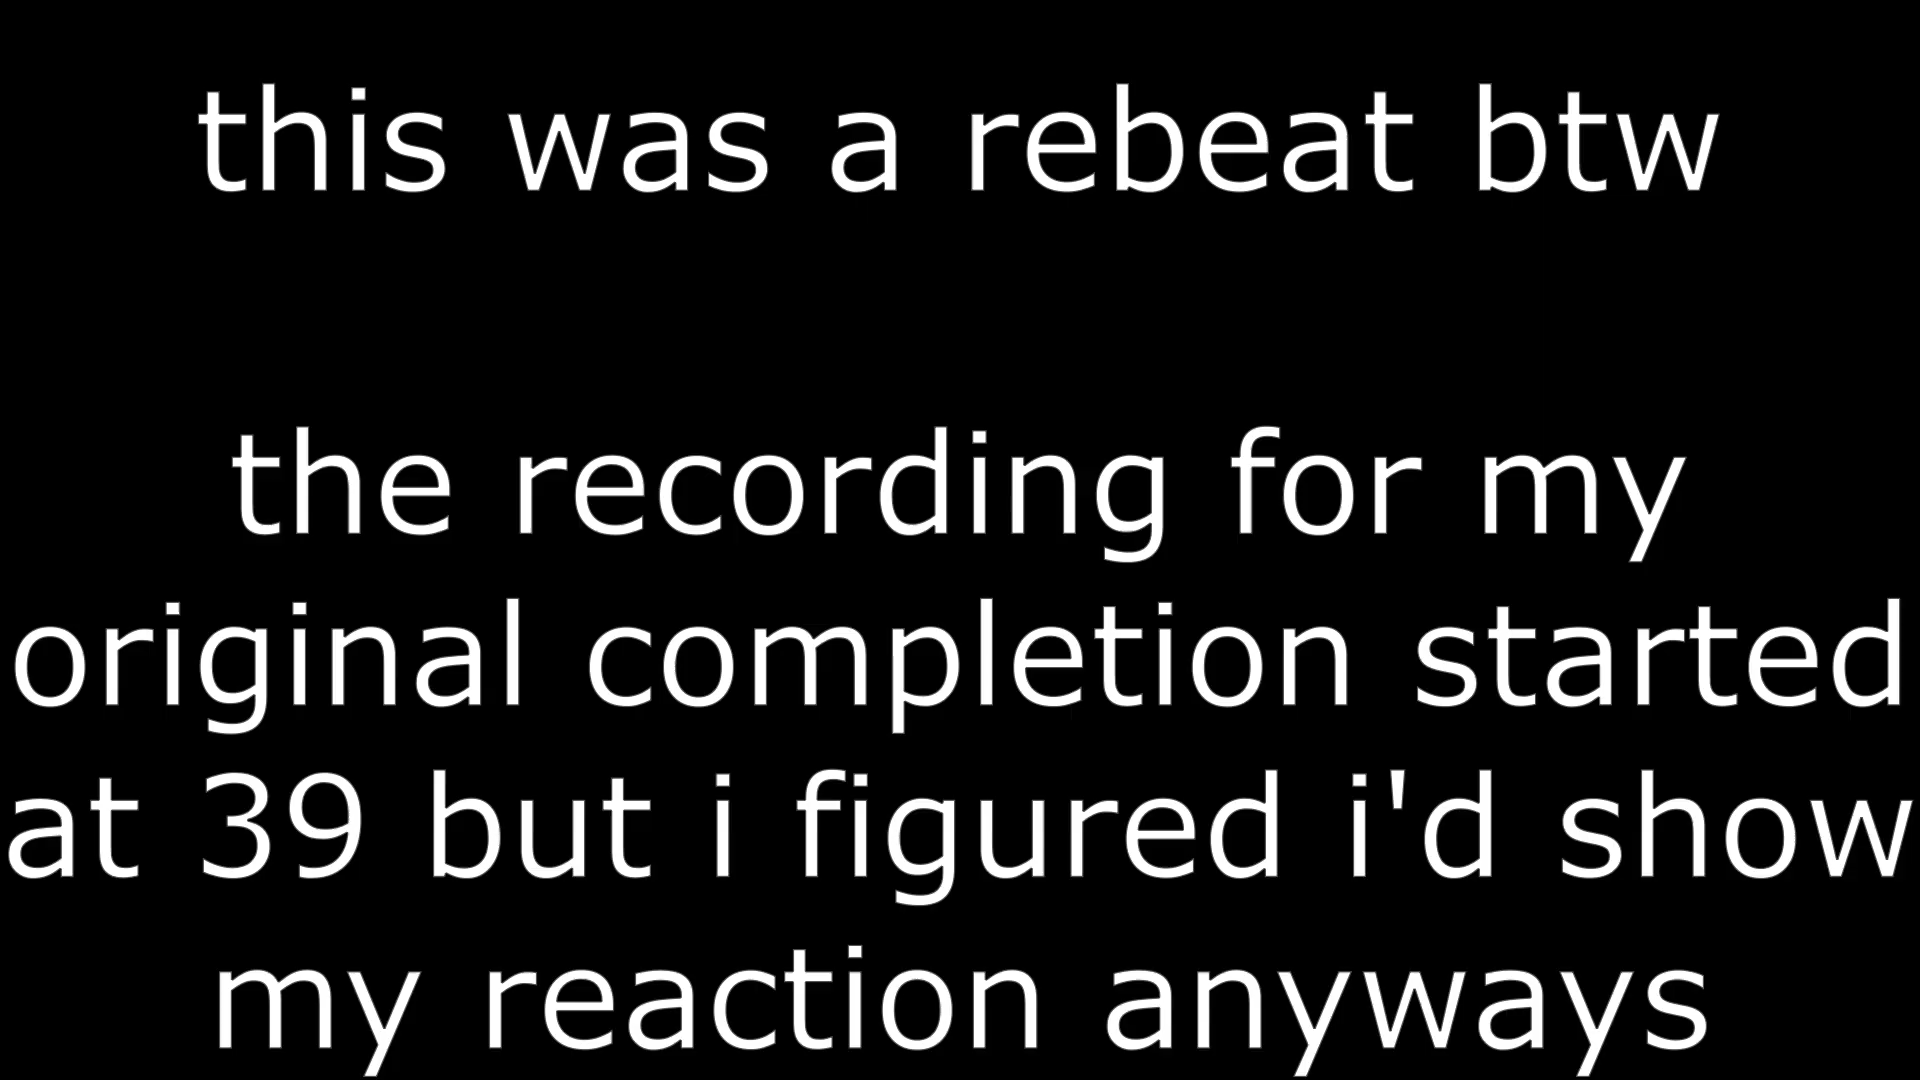 this was a rebeat btw
the recording for my
original completion started
at 39 but i figured i'd show
my reaction anyways